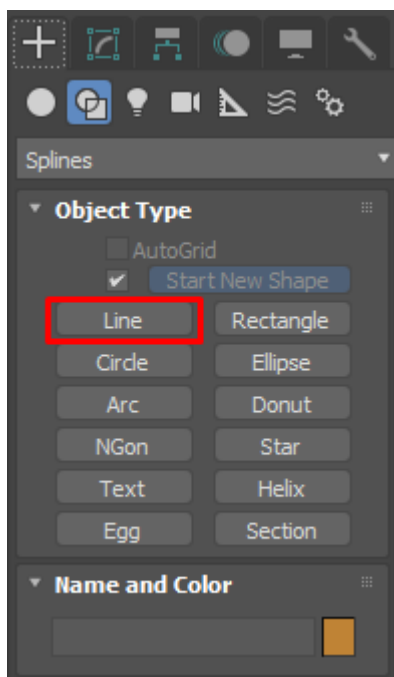 Splines
Object Type
AutoGrid
Start New Shape
Line Rectangle
Circle Ellipse
Arc Donut
NGon Star
Text Helix
Egg Section
Name and Color